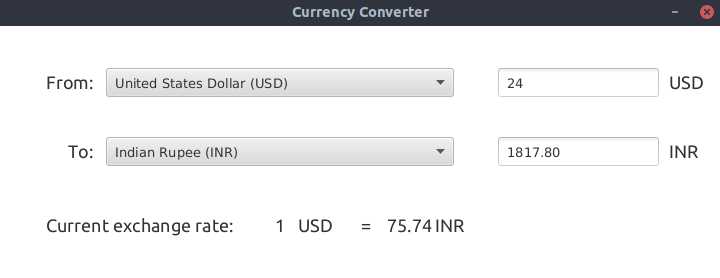 Currency Converter
From: United States Dollar (USD) 24 USD
To: Indian Rupee (INR) 1817.80 INR
Current exchange rate: 1 USD = 75.74 INR